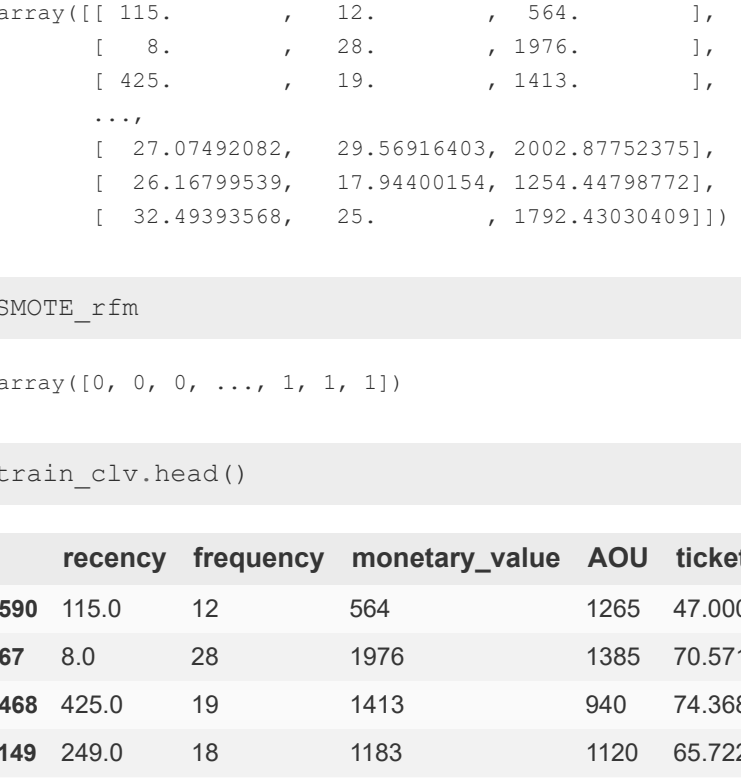 array([[ 115. , 12. , 564. ],
[ 8. , 28. , 1976. ],
[ 425. , 19. , 1413. ],
...,
[ 27.07492082, 29.56916403, 2002.87752375],
[ 26.16799539, 17.94400154, 1254.44798772],
[ 32.49393568, 25. , 1792.43030409]])
SMOTE_rfm
array([0, 0, 0, ..., 1, 1, 1])
train_clv.head()
recency frequency monetary_value AOU ticket
590 115.0 12 564 1265 47.000
67 8.0 28 1976 1385 70.571
468 425.0 19 1413 940 74.368
149 249.0 18 1183 1120 65.722